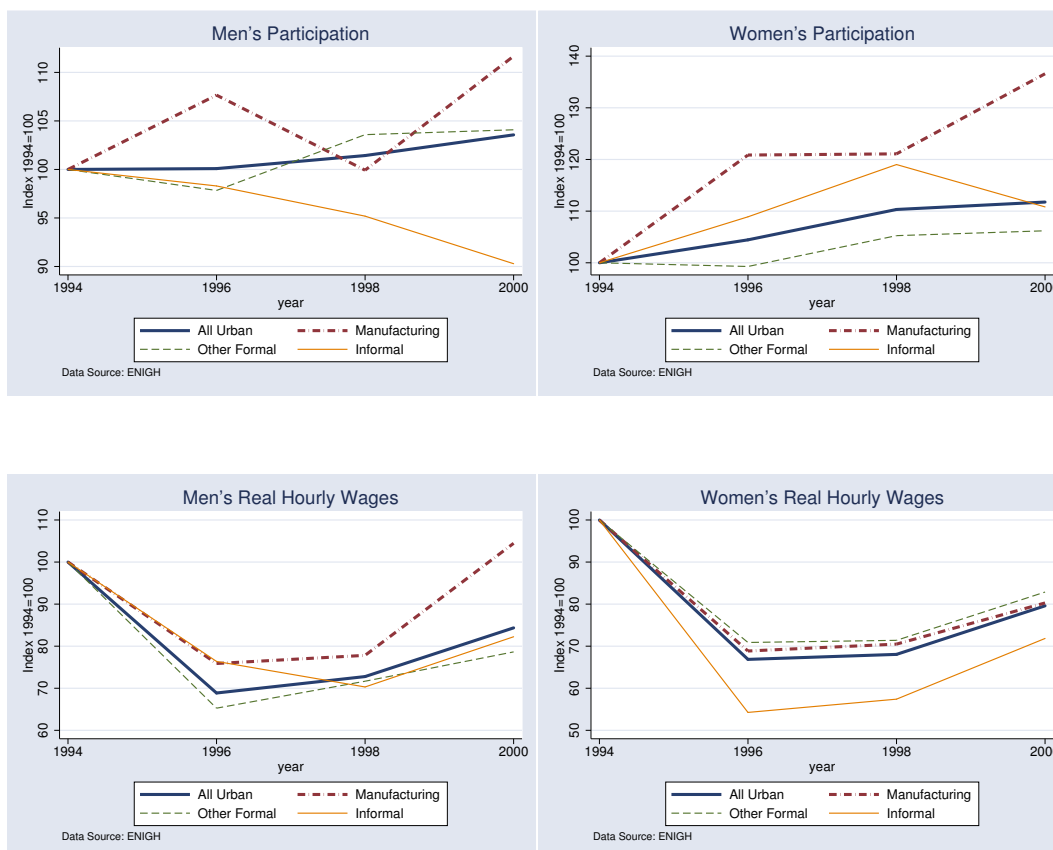 Men's Participation
Index 1994=100
110
105
100
95
90
1994 1996 1998 2000
year
All Urban Manufacturing
Other Formal Informal
Data Source: ENIGH
Women's Participation
Index 1994=100
140
130
120
110
100
1994 1996 1998 2000
year
All Urban Manufacturing
Other Formal Informal
Data Source: ENIGH
Men's Real Hourly Wages
Index 1994=100
110
100
90
80
70
60
1994 1996 1998 2000
year
All Urban Manufacturing
Other Formal Informal
Data Source: ENIGH
Women's Real Hourly Wages
Index 1994=100
100
90
80
70
60
50
1994 1996 1998 2000
year
All Urban Manufacturing
Other Formal Informal
Data Source: ENIGH